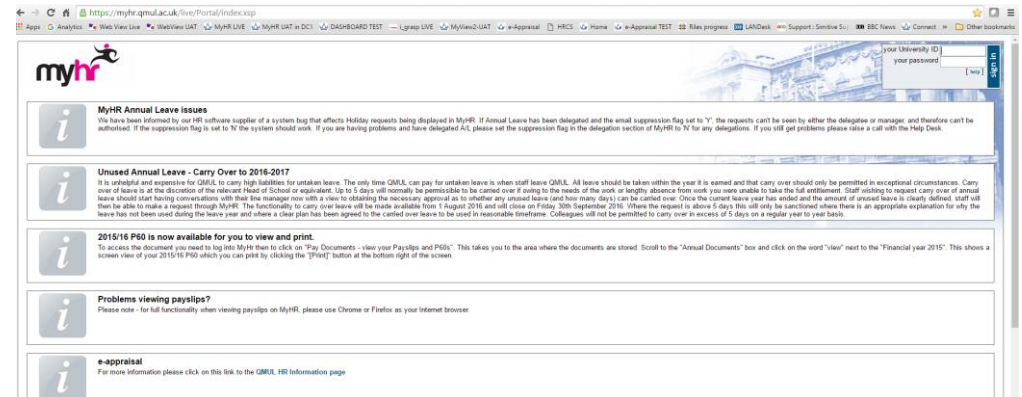 https://myhr.qmul.ac.uk/live/Portal/index.xsp
Apps Analytics Web View Live WebView UAT MyHR LIVE MyHR UAT in DC1 DASHBOARD TEST i_grasp LIVE MyView2-UAT e-Appraisal HRCS Home e-Appraisal TEST Riles progress LANDesk Support : Semitive Su BBC News Connect » Other bookmarks
myhr
your University ID
your password
[ help ]
sign in
MyHR Annual Leave issues
We have been informed by our HR software supplier of a system bug that effects Holiday requests being displayed in MyHR. If Annual Leave has been delegated and the email suppression flag set to 'Y', the requests can't be seen by either the delegatee or manager, and therefore can't be
authorised. If the suppression flag is set to 'N' the system should work. If you are having problems and have delegated A/L please set the suppression flag in the delegation section of MyHR to 'N' for any delegations. If you still get problems please raise a call with the Help Desk.
Unused Annual Leave - Carry Over to 2016-2017
It is unhelpful and expensive for QMUL to carry high liabilities for untaken leave. The only time QMUL can pay for untaken leave is when staff leave QMUL. All leave should be taken within the year it is earned and that carry over should only be permitted in exceptional circumstances. Carry
over of leave is at the discretion of the relevant Head of School or equivalent. Up to 5 days will normally be permissible to be carried over if owing to the needs of the work or lengthy absence from work you were unable to take the full entitlement. Staff wishing to request carry over of annual
leave should start having conversations with their line manager now with a view to obtaining the necessary approval as to whether any unused leave (and how many days) can be carried over. Once the current leave year has ended and the amount of unused leave is clearly defined, staff will
then be able to make a request through MyHR. The functionality to carry over leave will be made available from 1 August 2016 and will close on Friday 30th September 2016. Where the request is above 5 days this will only be sanctioned where there is an appropriate explanation for why the
leave has not been used during the leave year and where a clear plan has been agreed to the carried over leave to be used in reasonable timeframe. Colleagues will not be permitted to carry over in excess of 5 days on a regular year to year basis.
2015/16 P60 is now available for you to view and print.
To access the document you need to log into MyHr then to click on "Pay Documents - view your Payslips and P60s". This takes you to the area where the documents are stored. Scroll to the "Annual Documents" box and click on the word "view" next to the "Financial year 2015". This shows a
screen view of your 2015/16 P60 which you can print by clicking the "[Print]" button at the bottom right of the screen.
Problems viewing payslips?
Please note - for full functionality when viewing payslips on MyHR, please use Chrome or Firefox as your Internet browser
e-appraisal
For more information please click on this link to the QMUL HR Information page